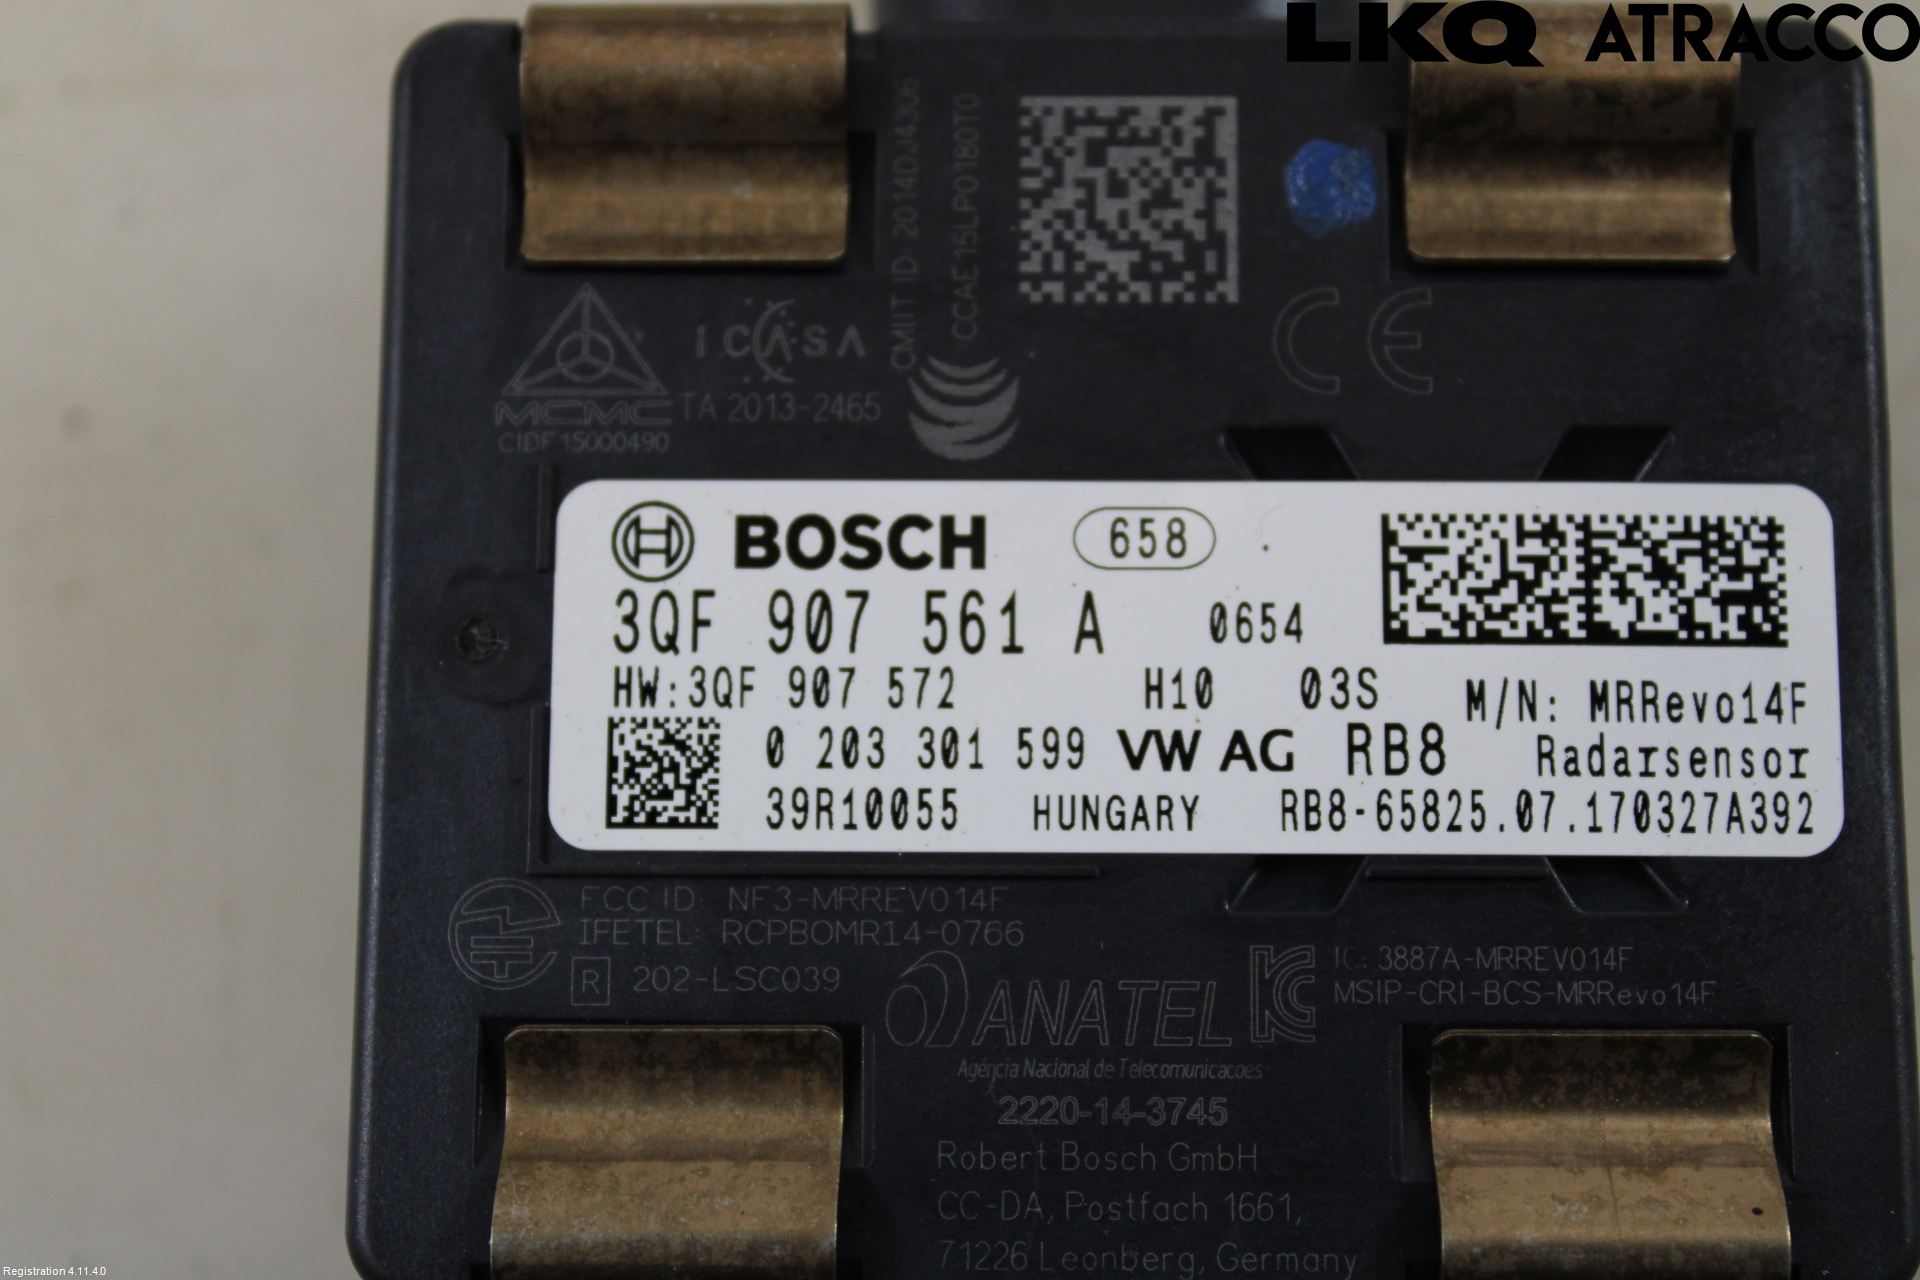 LKQ ATRACCO
CMIIT ID: 2014DJ4306
CCAE15LP0180T0
ICASA
TA 2013-2465
MCMC
CIDF15000490
CE
BOSCH 658
3QF 907 561 A 0654
HW:3QF 907 572 H10 03S M/N: MRRevo14F
0 203 301 599 VW AG RB8 Radarsensor
39R10055 HUNGARY RB8-65825.07.170327A392
FCC ID: NF3-MRREVO14F
IFETEL: RCPBOMR14-0766
R 202-LSC039
ANATEL
Agência Nacional de Telecomunicacoes
2220-14-3745
IC: 3887A-MRREVO14F
MSIP-CRI-BCS-MRRevo14F
Robert Bosch GmbH
CC-DA, Postfach 1661,
71226 Leonberg, Germany
Registration 4.11.4.0